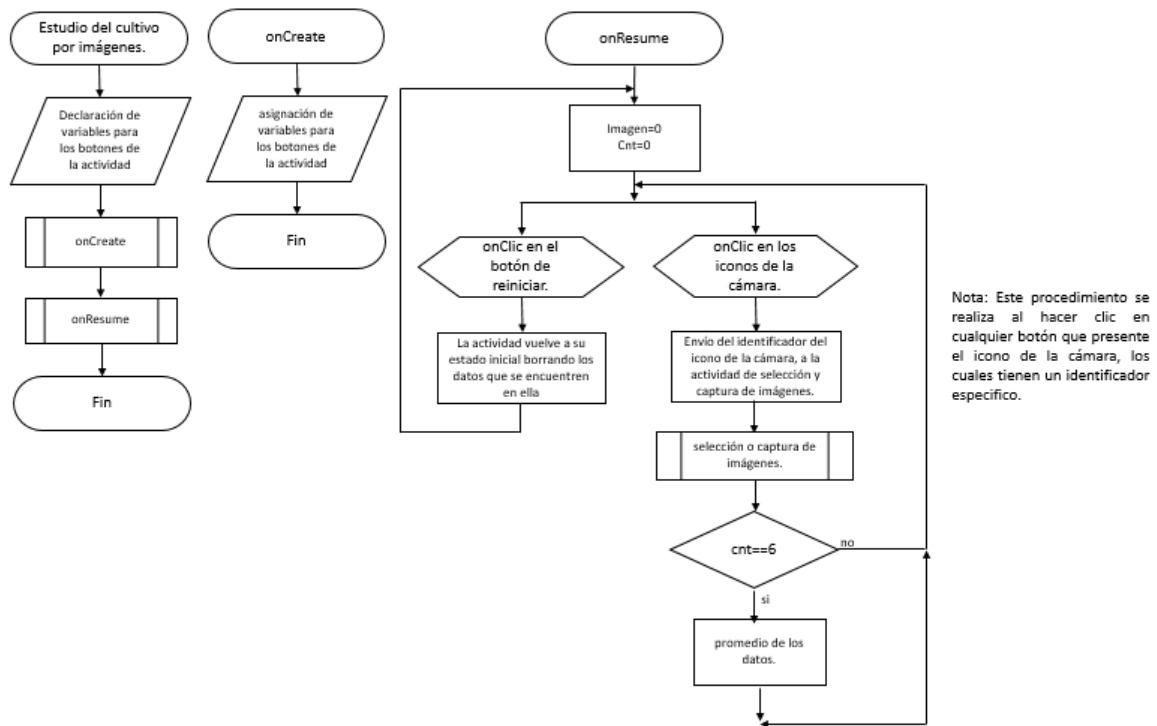 Estudio del cultivo
por imágenes.
Declaración de
variables para
los botones de
la actividad
onCreate
onResume
Fin
onCreate
asignación de
variables para
los botones de
la actividad
Fin
onResume
Imagen=0
Cnt=0
onClic en el
botón de
reiniciar.
La actividad vuelve a su
estado inicial borrando los
datos que se encuentren
en ella
onClic en los
iconos de la
cámara.
Envío del identificador del
icono de la cámara, a la
actividad de selección y
captura de imágenes.
selección o captura de
imágenes.
cnt==6
no
si
promedio de los
datos.
Nota: Este procedimiento se
realiza al hacer clic en
cualquier botón que presente
el icono de la cámara, los
cuales tienen un identificador
especifico.